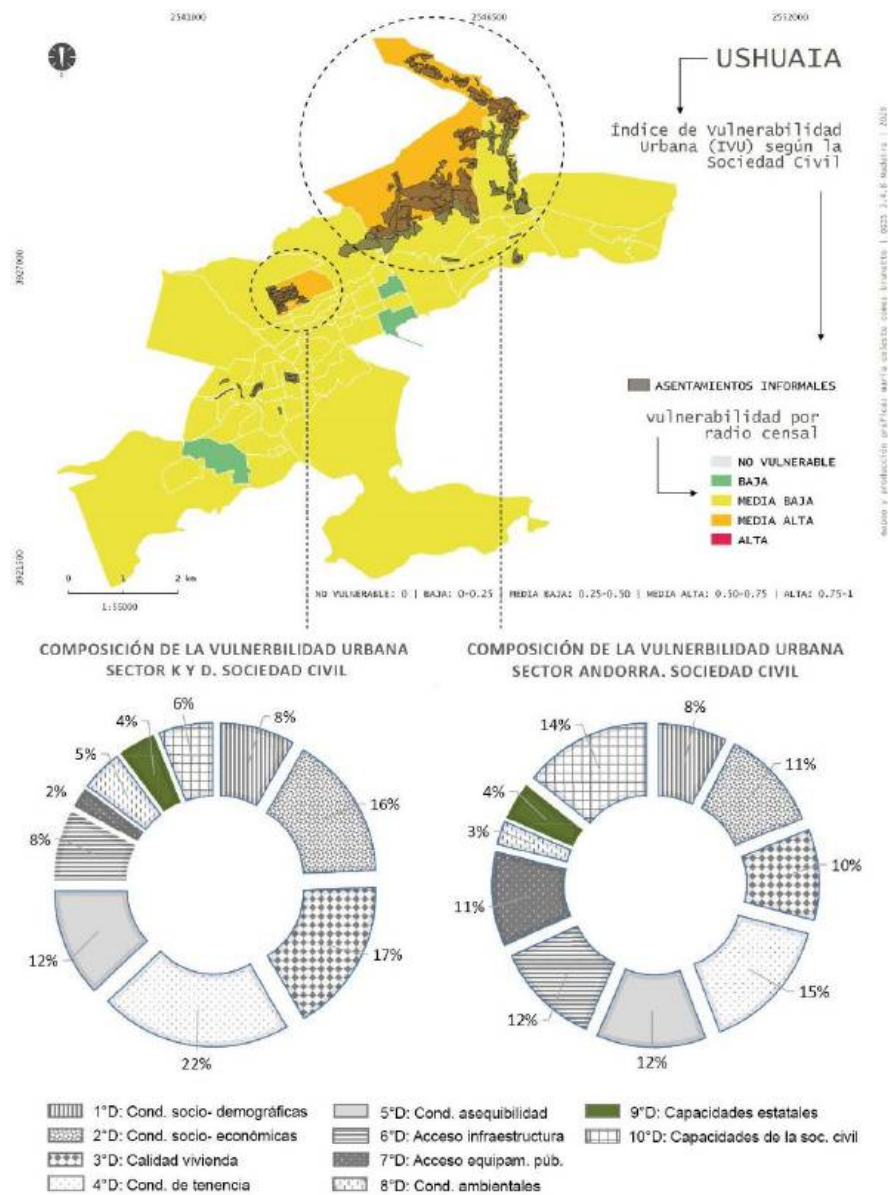 2541000
2546500
2552000
USHUAIA
Índice de Vulnerabilidad
Urbana (IVU) según la
Sociedad Civil
3927000
3921500
ASENTAMIENTOS INFORMALES
vulnerabilidad por
radio censal
NO VULNERABLE
BAJA
MEDIA BAJA
MEDIA ALTA
ALTA
0 1 2 km
NO VULNERABLE: 0 | BAJA: 0-0.25 | MEDIA BAJA: 0.25-0.50 | MEDIA ALTA: 0.50-0.75 | ALTA: 0.75-1
COMPOSICIÓN DE LA VULNERBILIDAD URBANA
SECTOR K Y D. SOCIEDAD CIVIL
8%
16%
17%
22%
12%
8%
2%
5%
4%
6%
COMPOSICIÓN DE LA VULNERBILIDAD URBANA
SECTOR ANDORRA. SOCIEDAD CIVIL
8%
11%
10%
15%
12%
12%
11%
3%
4%
14%
1°D: Cond. socio- demográficas
2°D: Cond. socio- económicas
3°D: Calidad vivienda
4°D: Cond. de tenencia
5°D: Cond. asequibilidad
6°D: Acceso infraestructura
7°D: Acceso equipam. púb.
8°D: Cond. ambientales
9°D: Capacidades estatales
10°D: Capacidades de la soc. civil